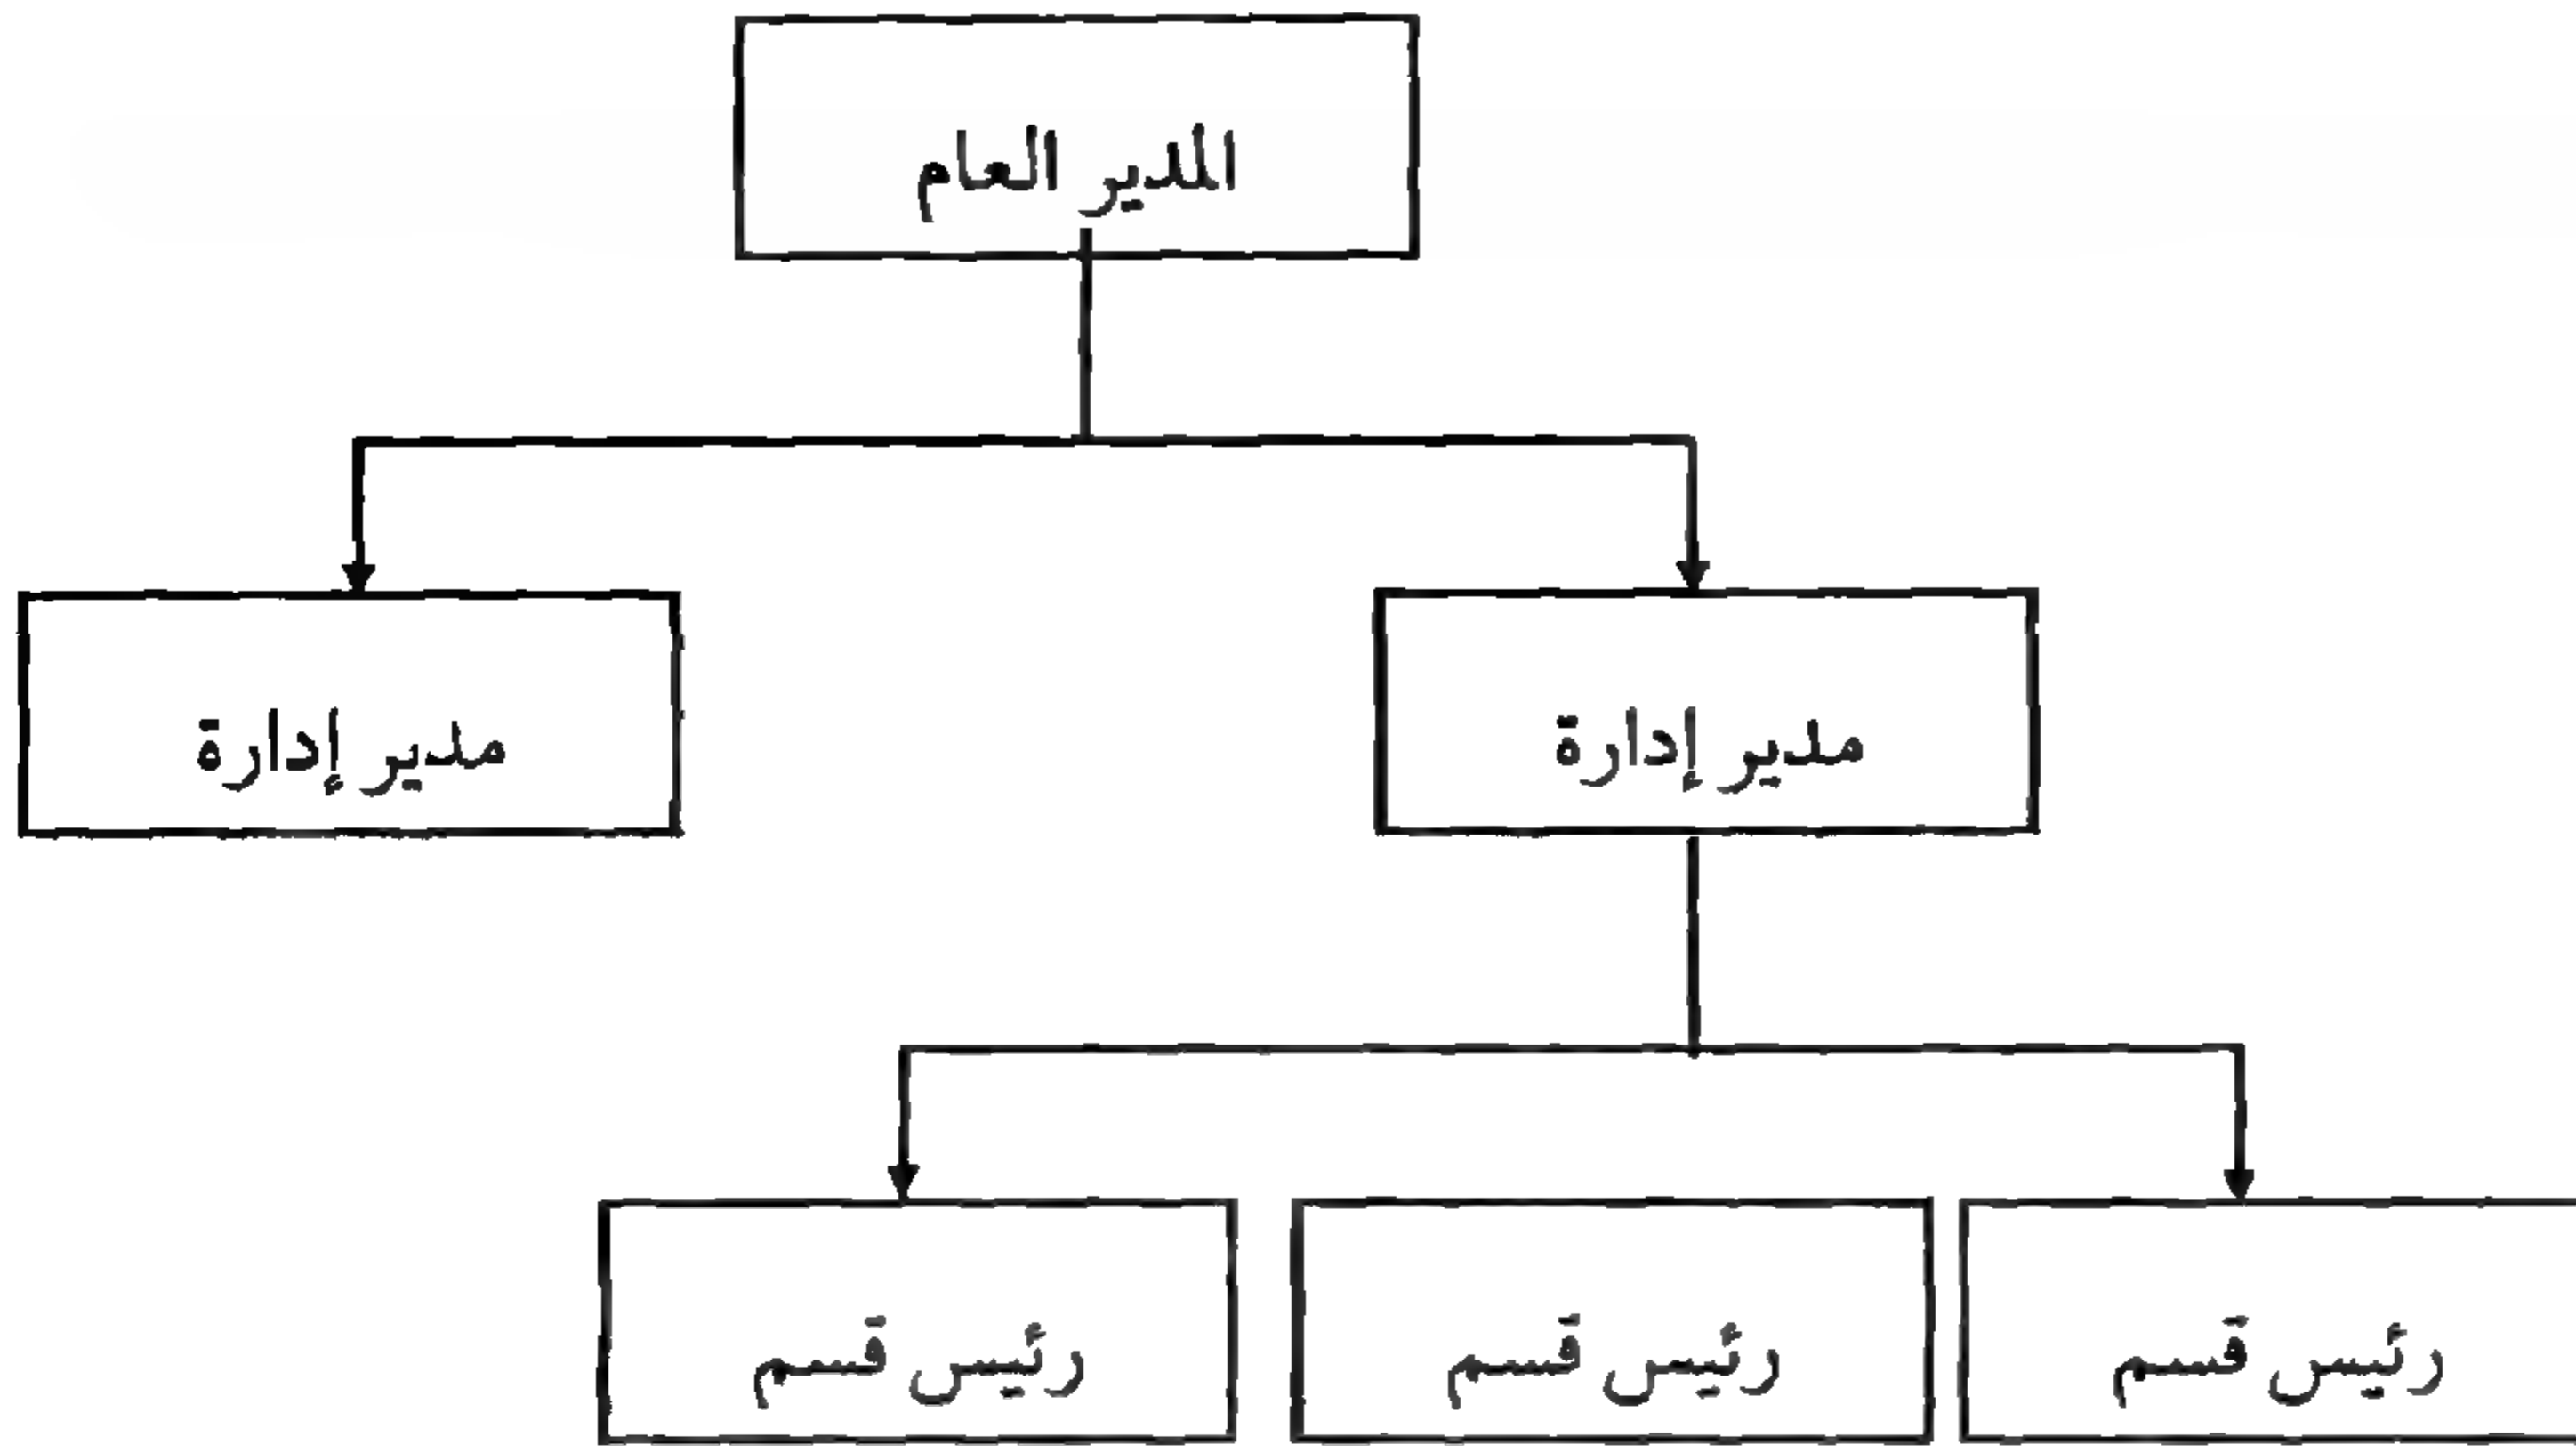 المدير العام
مدير إدارة
مدير إدارة
رئيس قسم
رئيس قسم
رئيس قسم